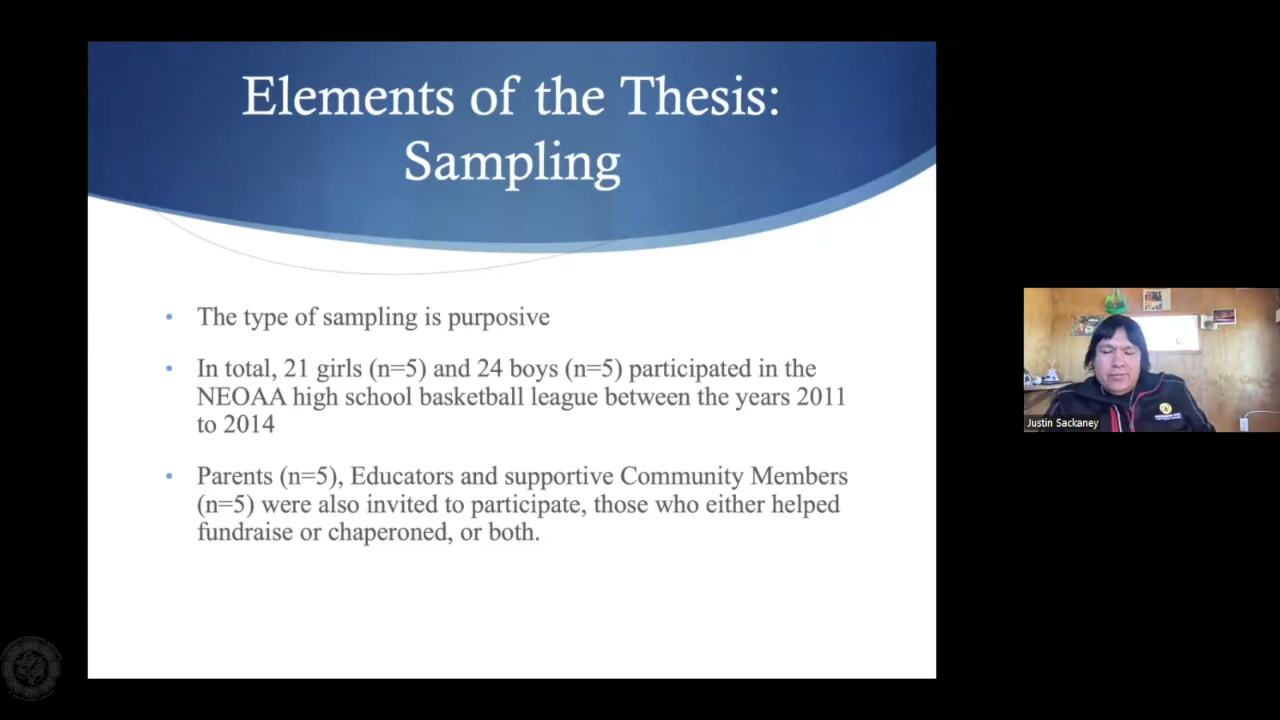 Elements of the Thesis:
Sampling
• The type of sampling is purposive
• In total, 21 girls (n=5) and 24 boys (n=5) participated in the
NEOAA high school basketball league between the years 2011
to 2014
• Parents (n=5), Educators and supportive Community Members
(n=5) were also invited to participate, those who either helped
fundraise or chaperoned, or both.
Justin Sackaney